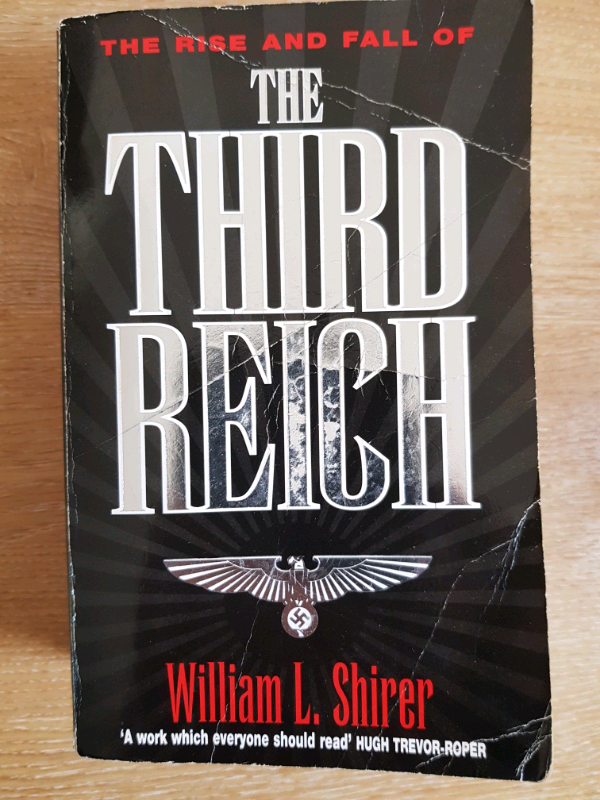 THE RISE AND FALL OF
THE
THIRD
REICH
William L. Shirer
'A work which everyone should read' HUGH TREVOR-ROPER